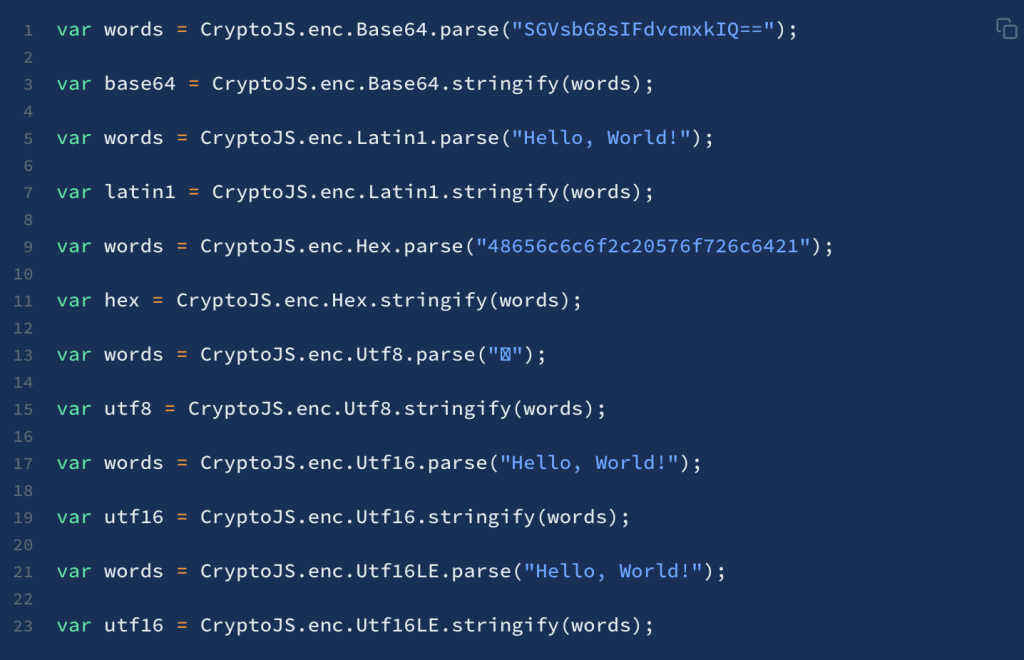 1 var words = CryptoJS.enc.Base64.parse("SGVsbG8sIFdvcmxkIQ==");
2
3 var base64 = CryptoJS.enc.Base64.stringify(words);
4
5 var words = CryptoJS.enc.Latin1.parse("Hello, World!");
6
7 var latin1 = CryptoJS.enc.Latin1.stringify(words);
8
9 var words = CryptoJS.enc.Hex.parse("48656c6c6f2c20576f726c6421");
10
11 var hex = CryptoJS.enc.Hex.stringify(words);
12
13 var words = CryptoJS.enc.Utf8.parse("");
14
15 var utf8 = CryptoJS.enc.Utf8.stringify(words);
16
17 var words = CryptoJS.enc.Utf16.parse("Hello, World!");
18
19 var utf16 = CryptoJS.enc.Utf16.stringify(words);
20
21 var words = CryptoJS.enc.Utf16LE.parse("Hello, World!");
22
23 var utf16 = CryptoJS.enc.Utf16LE.stringify(words);